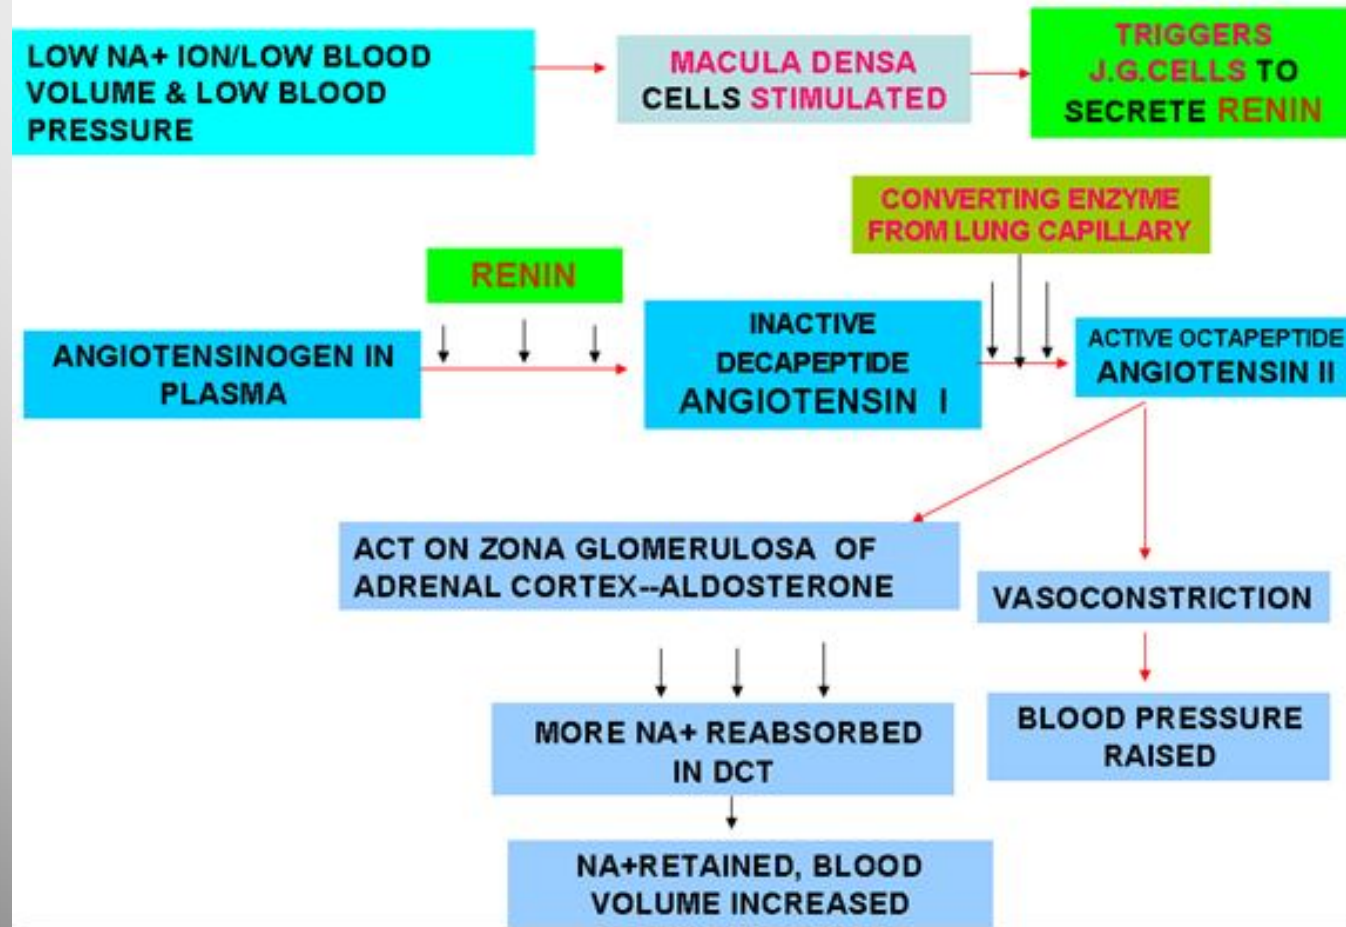 LOW NA+ ION/LOW BLOOD
VOLUME & LOW BLOOD
PRESSURE
MACULA DENSA
CELLS STIMULATED
TRIGGERS
J.G.CELLS TO
SECRETE RENIN
CONVERTING ENZYME
FROM LUNG CAPILLARY
RENIN
ANGIOTENSINOGEN IN
PLASMA
INACTIVE
DECAPEPTIDE
ANGIOTENSIN I
ACTIVE OCTAPEPTIDE
ANGIOTENSIN II
ACT ON ZONA GLOMERULOSA OF
ADRENAL CORTEX--ALDOSTERONE
VASOCONSTRICTION
MORE NA+ REABSORBED
IN DCT
BLOOD PRESSURE
RAISED
NA+RETAINED, BLOOD
VOLUME INCREASED